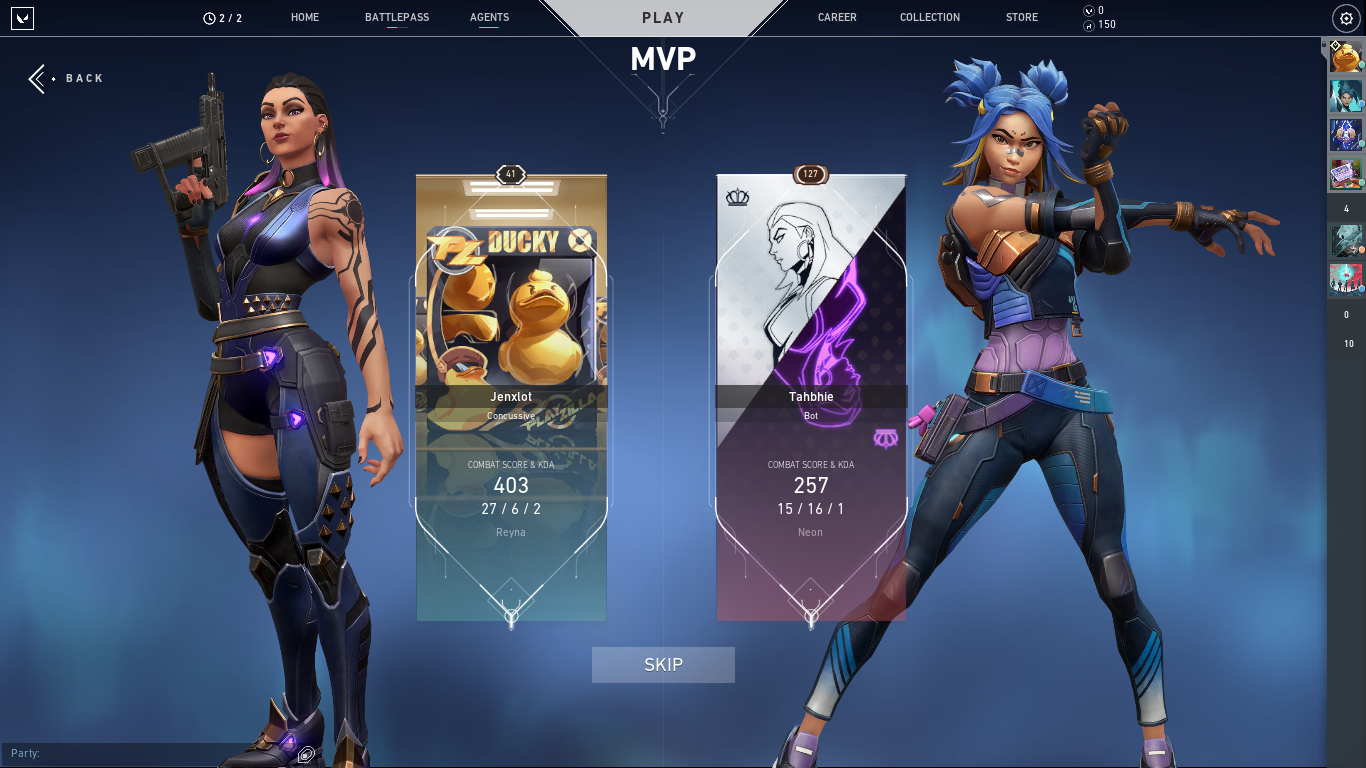 2 / 2
HOME
BATTLEPASS
AGENTS
PLAY
CAREER
COLLECTION
STORE
0
150
BACK
MVP
41
DUCKY
PZ
Jenxlot
Concussive
PLAYZILLA
COMBAT SCORE & KDA
403
27 / 6 / 2
Reyna
127
Tahbhie
Bot
COMBAT SCORE & KDA
257
15 / 16 / 1
Neon
SKIP
4
0
10
Party: